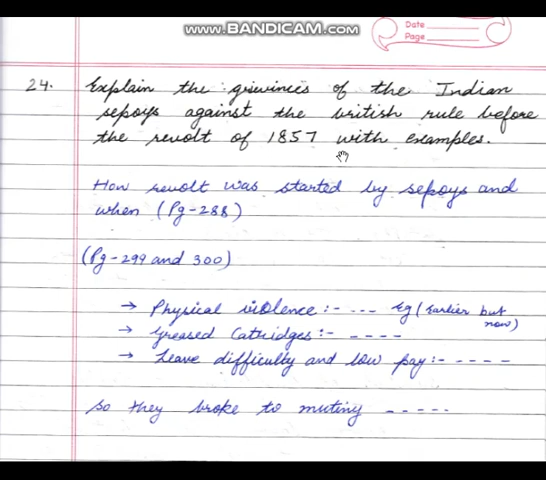 www.BANDICAM.com
Date
Page
24. Explain the grievinces of the Indian
sepoys against the british rule before
the revolt of 1857 with examples.
How revolt was started by sepoys and
when (Pg-288)
(Pg-299 and 300)
→ Physical violence :- --- Eg (Earlier but
now)
→ Greased Catridges :- ----
→ Leave difficulty and low pay :- ----
So they broke to mutiny -----